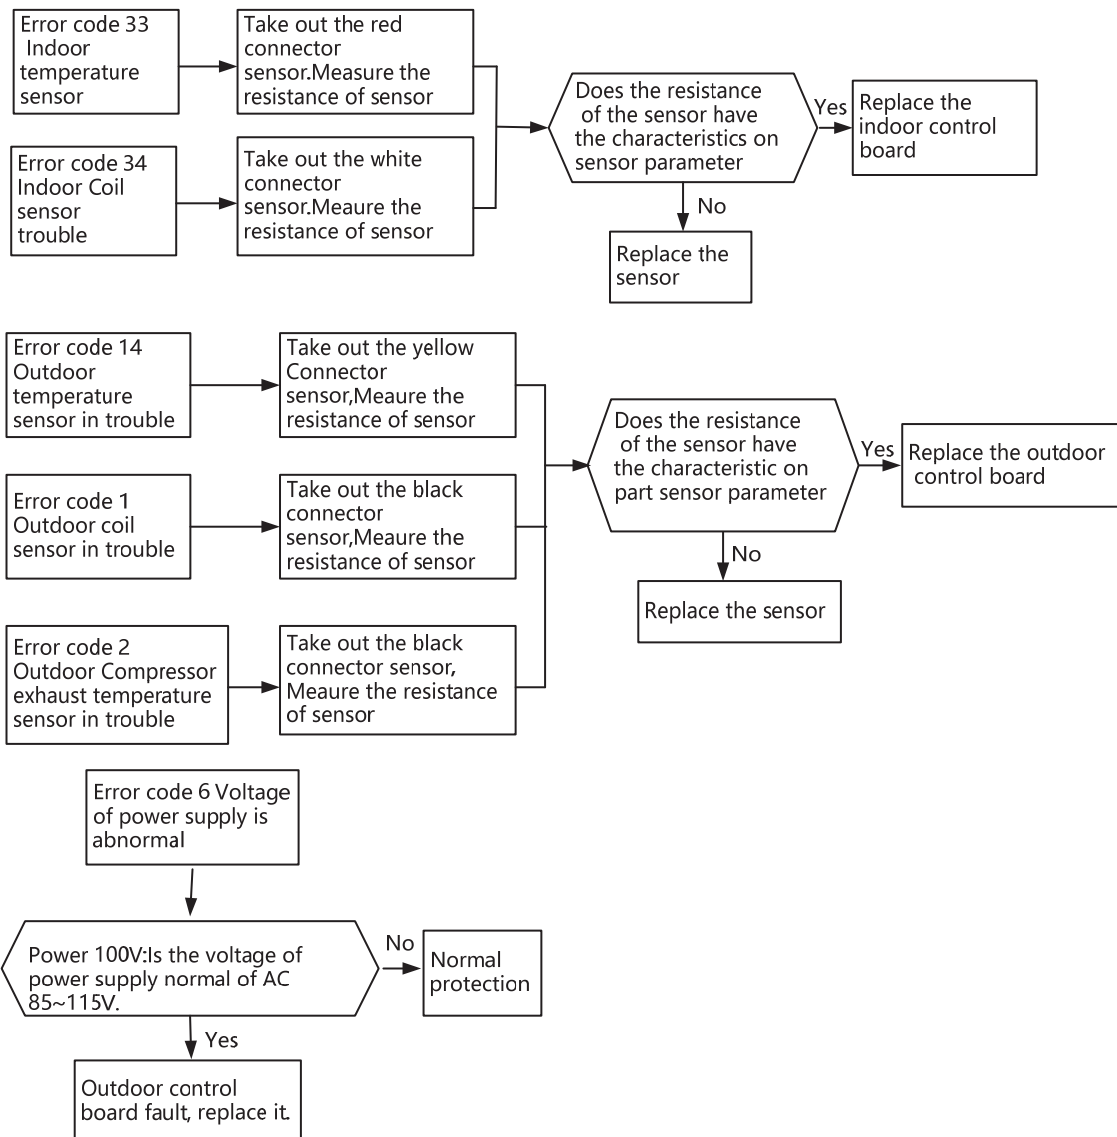 Error code 33
Indoor
temperature
sensor
Take out the red
connector
sensor.Measure the
resistance of sensor
Error code 34
Indoor Coil
sensor
trouble
Take out the white
connector
sensor.Meaure the
resistance of sensor
Does the resistance
of the sensor have
the characteristics on
sensor parameter
Yes
Replace the
indoor control
board
No
Replace the
sensor
Error code 14
Outdoor
temperature
sensor in trouble
Take out the yellow
Connector
sensor,Meaure the
resistance of sensor
Error code 1
Outdoor coil
sensor in trouble
Take out the black
connector
sensor,Meaure the
resistance of sensor
Error code 2
Outdoor Compressor
exhaust temperature
sensor in trouble
Take out the black
connector sensor,
Meaure the resistance
of sensor
Does the resistance
of the sensor have
the characteristic on
part sensor parameter
Yes
Replace the outdoor
control board
No
Replace the sensor
Error code 6 Voltage
of power supply is
abnormal
Power 100V:Is the voltage of
power supply normal of AC
85~115V.
No
Normal
protection
Yes
Outdoor control
board fault, replace it.